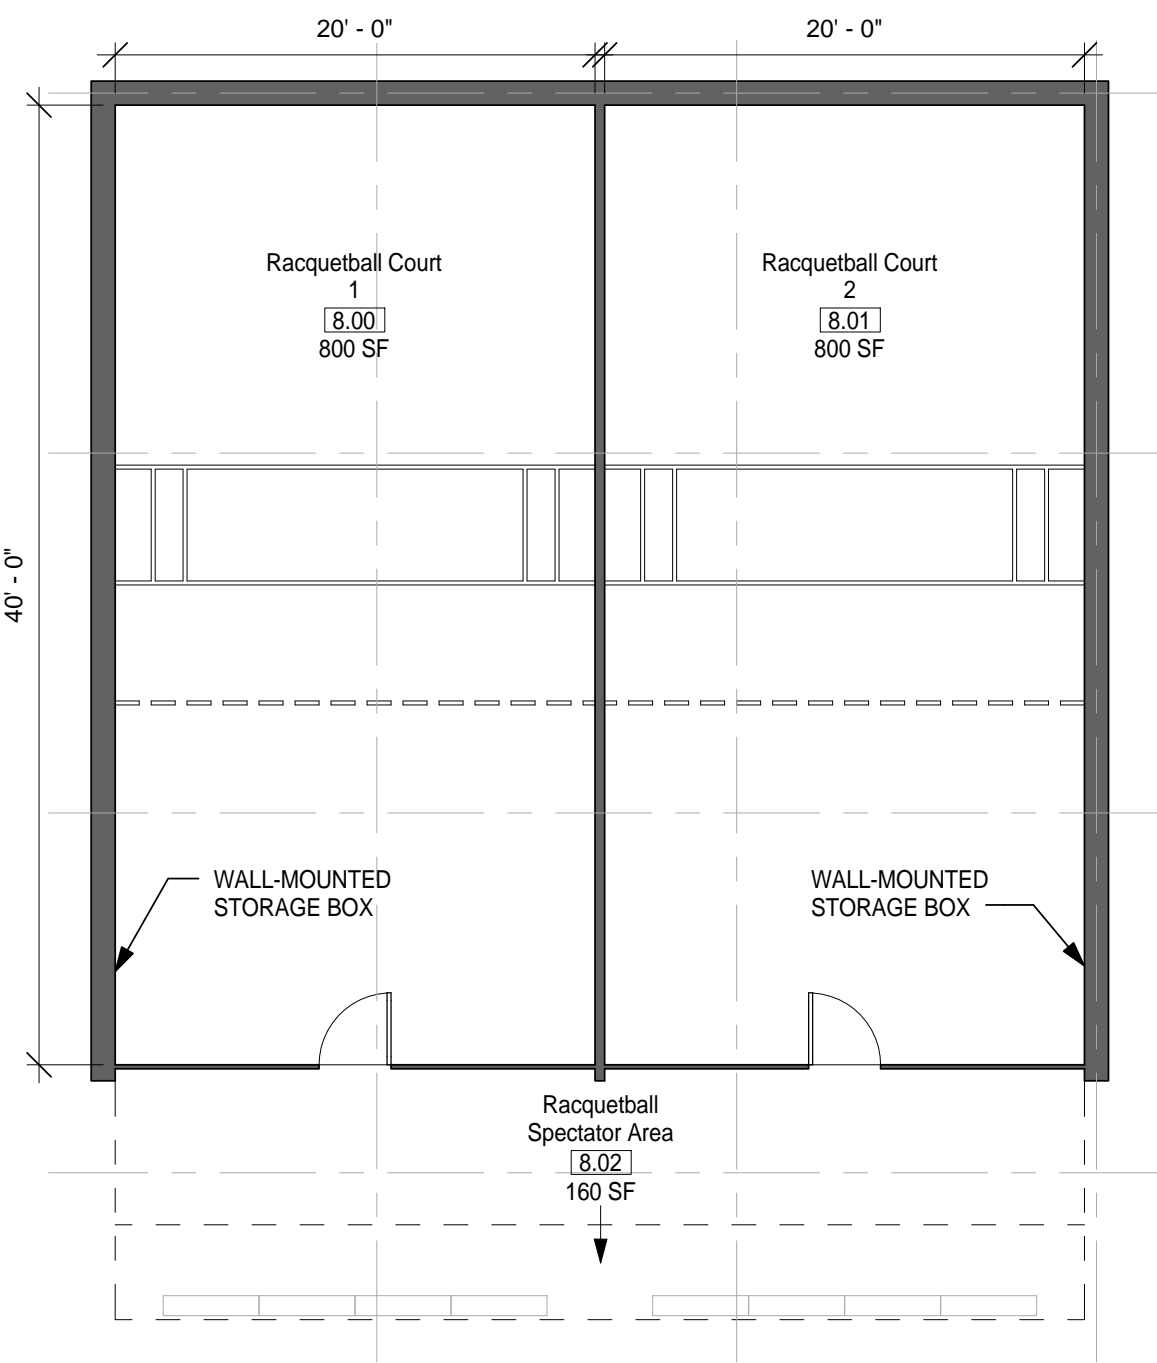 20' - 0"
20' - 0"
Racquetball Court
1
8.00
800 SF
Racquetball Court
2
8.01
800 SF
40' - 0"
WALL-MOUNTED
STORAGE BOX
WALL-MOUNTED
STORAGE BOX
Racquetball
Spectator Area
8.02
160 SF